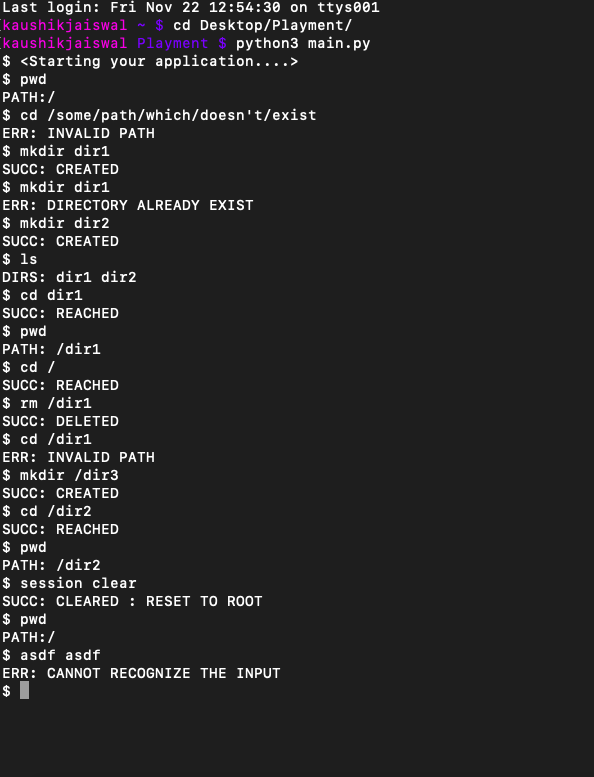 Last login: Fri Nov 22 12:54:30 on ttys001
[kaushikjaiswal ~ $ cd Desktop/Playment/
[kaushikjaiswal Playment $ python3 main.py
$ <Starting your application....>
$ pwd
PATH:/
$ cd /some/path/which/doesn't/exist
ERR: INVALID PATH
$ mkdir dir1
SUCC: CREATED
$ mkdir dir1
ERR: DIRECTORY ALREADY EXIST
$ mkdir dir2
SUCC: CREATED
$ ls
DIRS: dir1 dir2
$ cd dir1
SUCC: REACHED
$ pwd
PATH: /dir1
$ cd /
SUCC: REACHED
$ rm /dir1
SUCC: DELETED
$ cd /dir1
ERR: INVALID PATH
$ mkdir /dir3
SUCC: CREATED
$ cd /dir2
SUCC: REACHED
$ pwd
PATH: /dir2
$ session clear
SUCC: CLEARED : RESET TO ROOT
$ pwd
PATH:/
$ asdf asdf
ERR: CANNOT RECOGNIZE THE INPUT
$